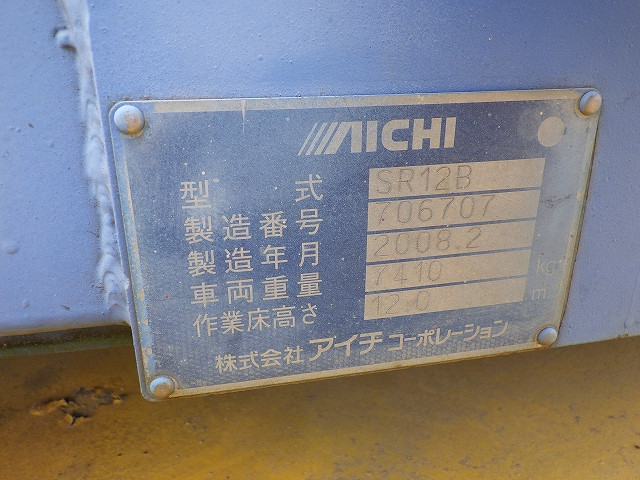 AICHI
型式 SR12B
製造番号 706707
製造年月 2008.2
車両重量 7410 kg
作業床高さ 12.0 m
株式会社 アイチ コーポレーション